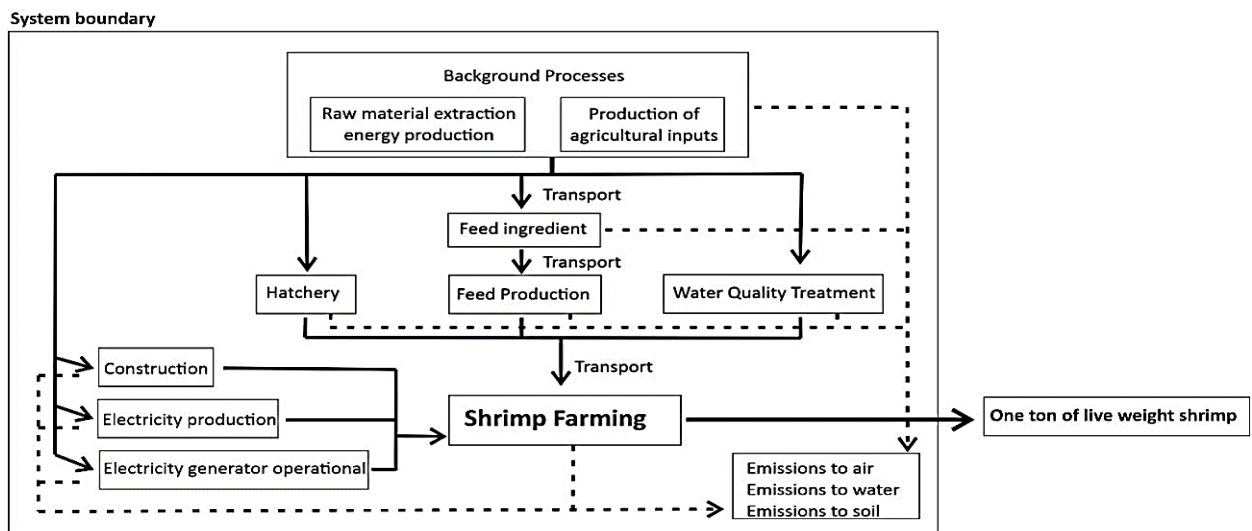 System boundary
Background Processes
Raw material extraction
energy production
Production of
agricultural inputs
Transport
Feed ingredient
Transport
Hatchery
Feed Production
Water Quality Treatment
Transport
Construction
Electricity production
Electricity generator operational
Shrimp Farming
One ton of live weight shrimp
Emissions to air
Emissions to water
Emissions to soil